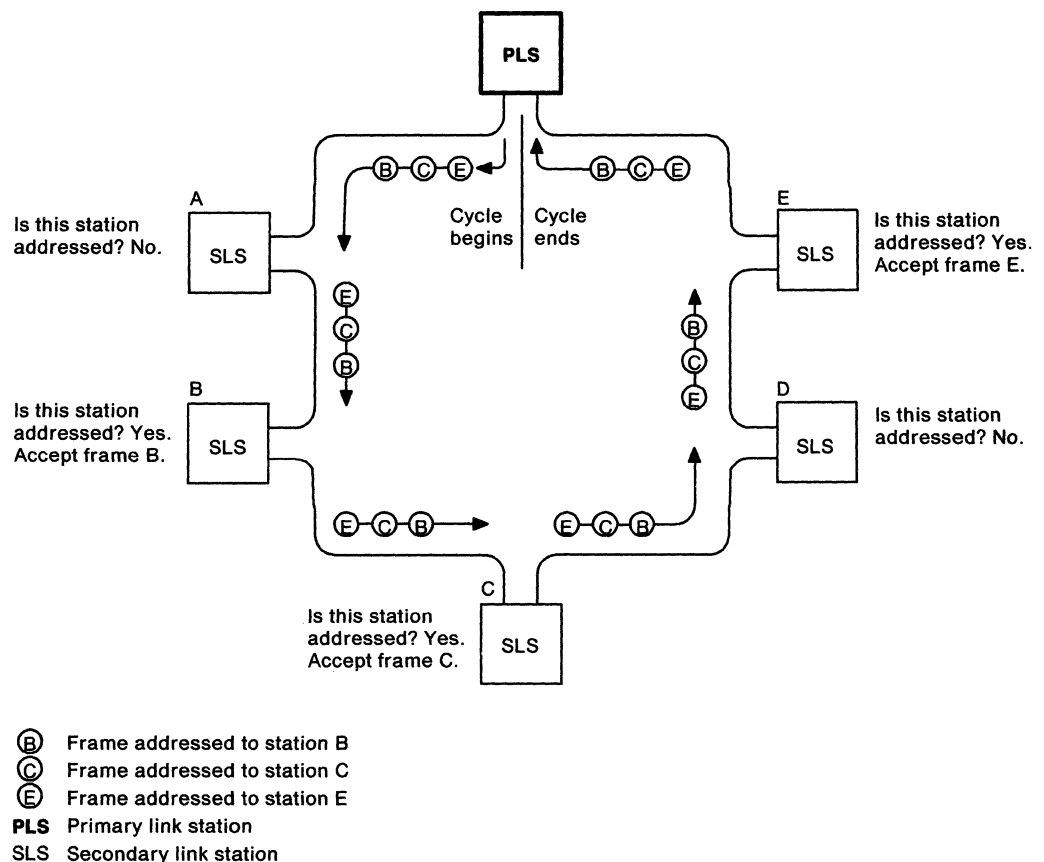 PLS
B C E
B C E
Cycle
begins
Cycle
ends
A
Is this station
addressed? No.
SLS
E
SLS
Is this station
addressed? Yes.
Accept frame E.
E
C
B
B
C
E
B
Is this station
addressed? Yes.
Accept frame B.
SLS
D
SLS
Is this station
addressed? No.
E C B
E C B
C
Is this station
addressed? Yes.
Accept frame C.
SLS
B Frame addressed to station B
C Frame addressed to station C
E Frame addressed to station E
PLS Primary link station
SLS Secondary link station